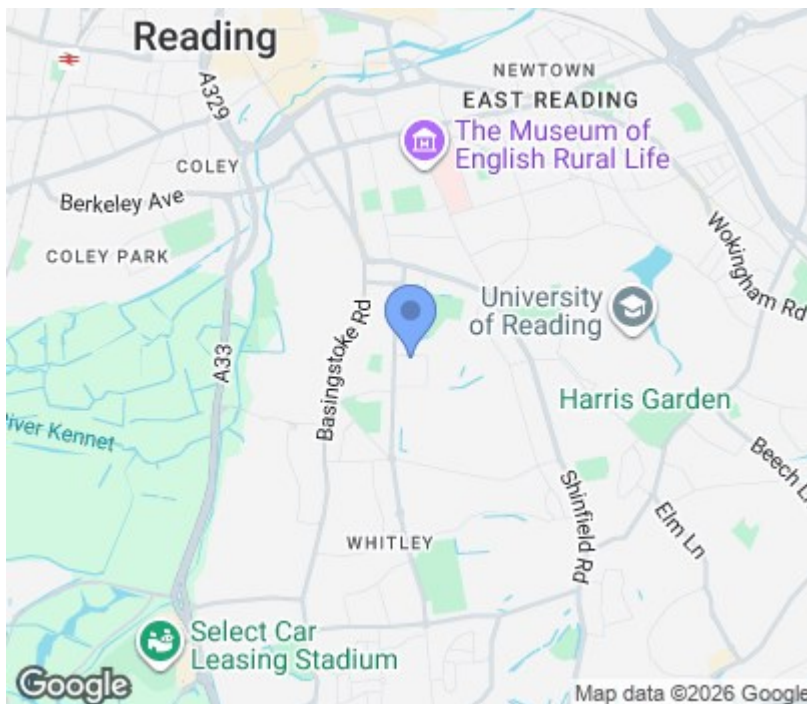 Reading
A329
NEWTOWN
EAST READING
The Museum of
English Rural Life
COLEY
Berkeley Ave
COLEY PARK
Wokingham Rd
University
of Reading
Basingstoke Rd
A33
Harris Garden
River Kennet
Beech L
Shinfield Rd
Elm Ln
WHITLEY
Select Car
Leasing Stadium
Google
Map data ©2026 Google